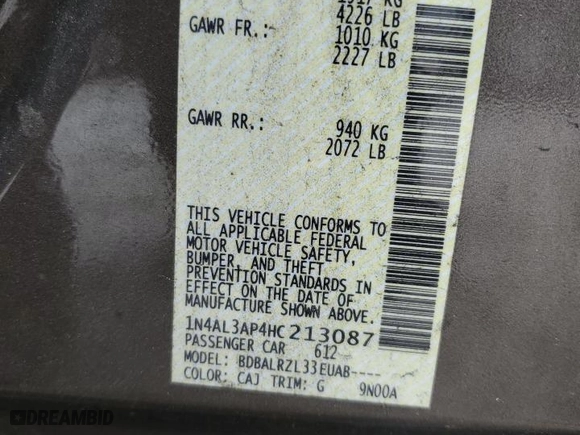 4226 LB
GAWR FR.: 1010 KG
2227 LB
GAWR RR.: 940 KG
2072 LB
THIS VEHICLE CONFORMS TO
ALL APPLICABLE FEDERAL
MOTOR VEHICLE SAFETY,
BUMPER, AND THEFT
PREVENTION STANDARDS IN
EFFECT ON THE DATE OF
MANUFACTURE SHOWN ABOVE.
1N4AL3AP4HC213087
PASSENGER CAR 612
MODEL: BDBALRZL33EUAB----
COLOR: CAJ TRIM: G 9N00A
DREAMBID